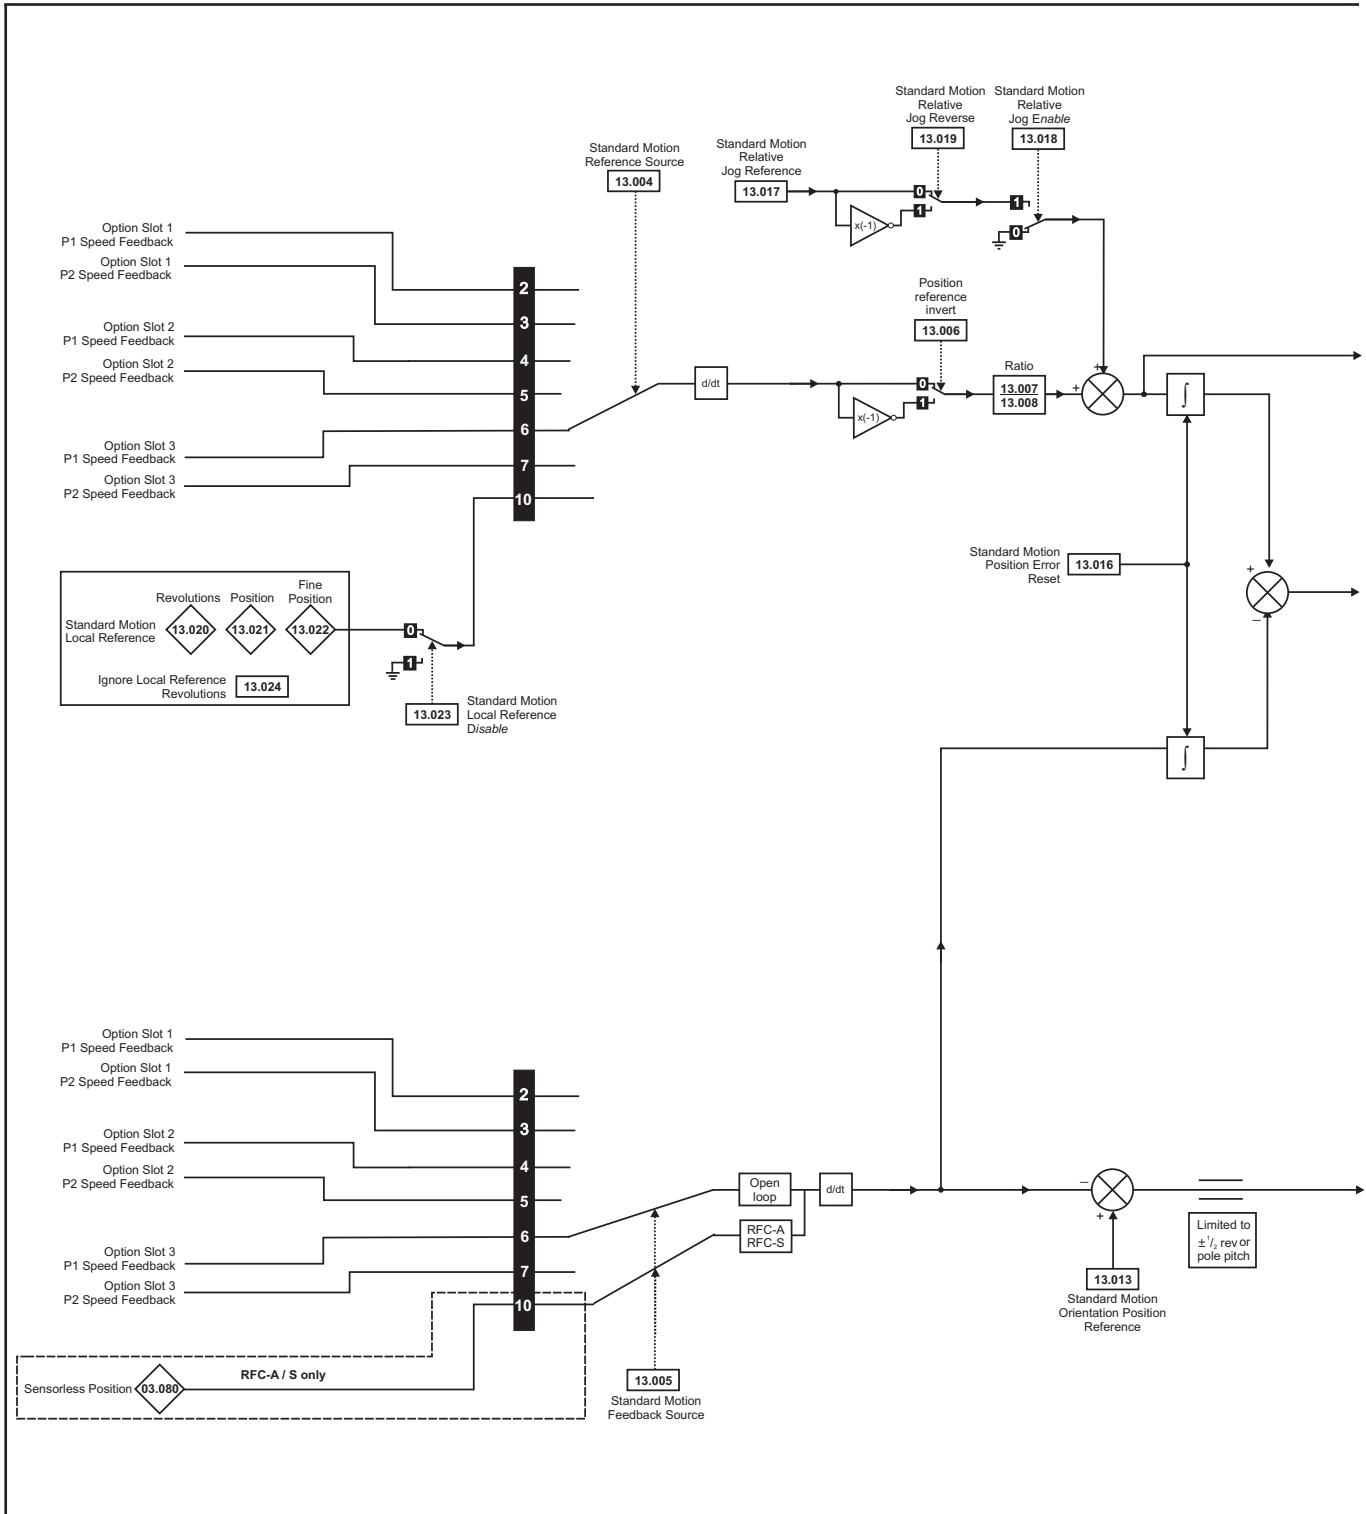 Standard Motion
Relative
Jog Reverse
13.019
Standard Motion
Relative
Jog Enable
13.018
Standard Motion
Reference Source
13.004
Standard Motion
Relative
Jog Reference
13.017
0
1
x(-1)
1
0
Option Slot 1
P1 Speed Feedback
Option Slot 1
P2 Speed Feedback
Option Slot 2
P1 Speed Feedback
Option Slot 2
P2 Speed Feedback
Option Slot 3
P1 Speed Feedback
Option Slot 3
P2 Speed Feedback
2
3
4
5
6
7
10
d/dt
Position
reference
invert
13.006
0
1
x(-1)
Ratio
13.007
13.008
+
+
∫
Standard Motion
Position Error
Reset
13.016
+
−
Standard Motion
Local Reference
Revolutions
13.020
Position
13.021
Fine
Position
13.022
Ignore Local Reference
Revolutions
13.024
0
1
13.023
Standard Motion
Local Reference
Disable
∫
Option Slot 1
P1 Speed Feedback
Option Slot 1
P2 Speed Feedback
Option Slot 2
P1 Speed Feedback
Option Slot 2
P2 Speed Feedback
Option Slot 3
P1 Speed Feedback
Option Slot 3
P2 Speed Feedback
2
3
4
5
6
7
10
Open
loop
RFC-A
RFC-S
d/dt
−
+
13.013
Standard Motion
Orientation Position
Reference
Limited to
±1/2 rev or
pole pitch
Sensorless Position
03.080
RFC-A / S only
13.005
Standard Motion
Feedback Source